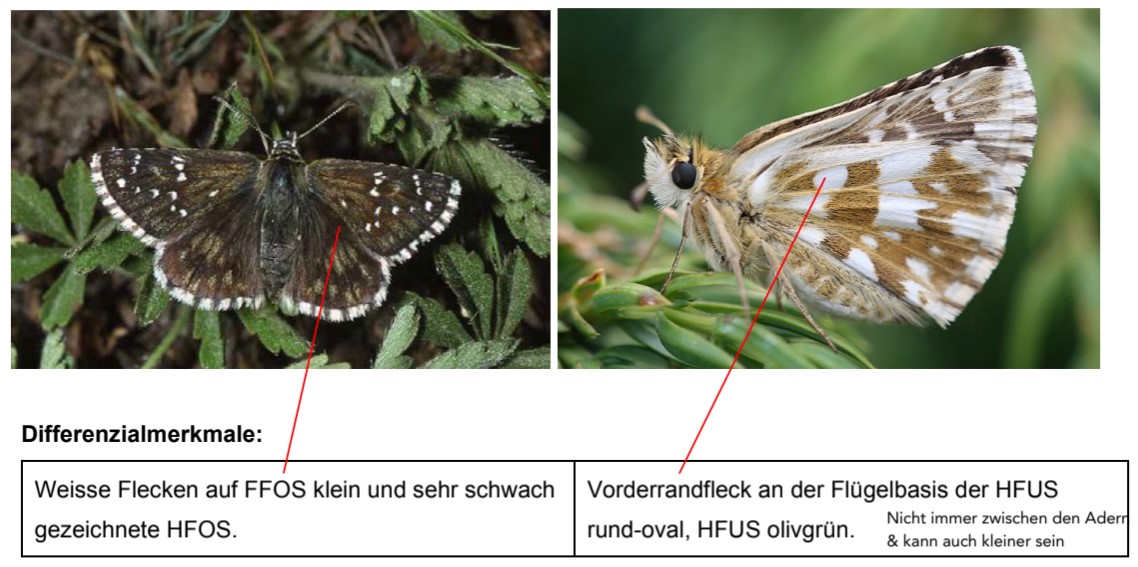 Differenzialmerkmale:
Weisse Flecken auf FFOS klein und sehr schwach
gezeichnete HFOS.
Vorderrandfleck an der Flügelbasis der HFUS
rund-oval, HFUS olivgrün.
Nicht immer zwischen den Adern
& kann auch kleiner sein